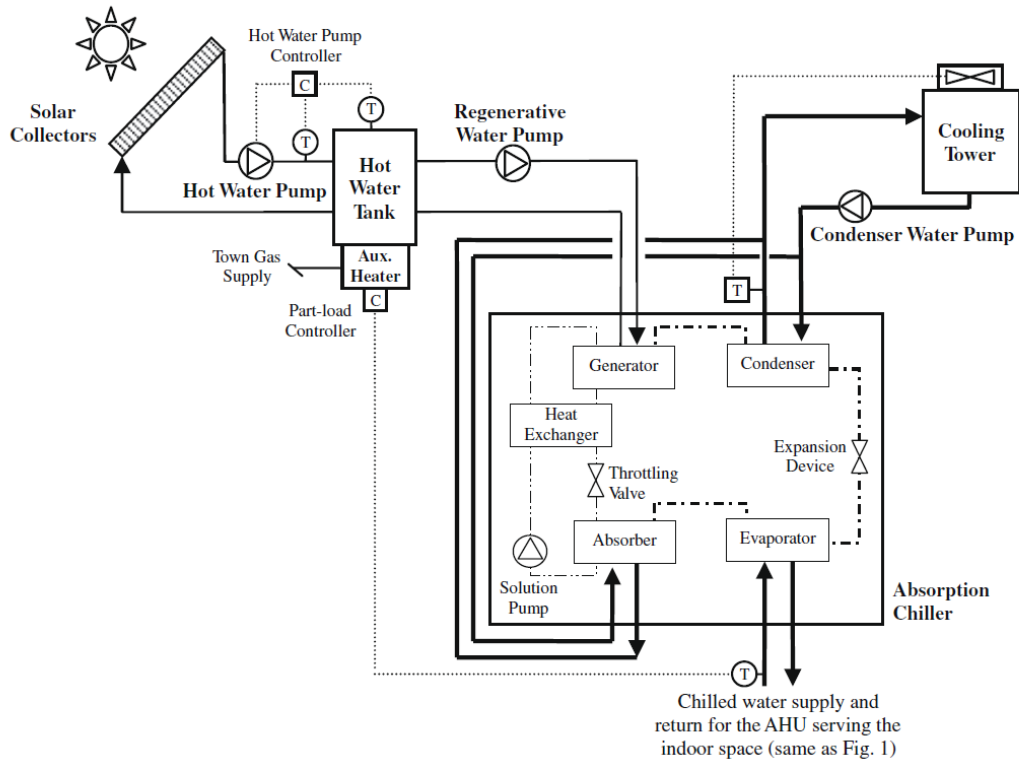 Hot Water Pump
Controller
C
T
T
Solar
Collectors
Hot Water Pump
Hot
Water
Tank
Regenerative
Water Pump
Cooling
Tower
Condenser Water Pump
Town Gas
Supply
Aux.
Heater
C
Part-load
Controller
T
Generator
Condenser
Heat
Exchanger
Expansion
Device
Throttling
Valve
Absorber
Evaporator
Solution
Pump
Absorption
Chiller
T
Chilled water supply and
return for the AHU serving the
indoor space (same as Fig. 1)